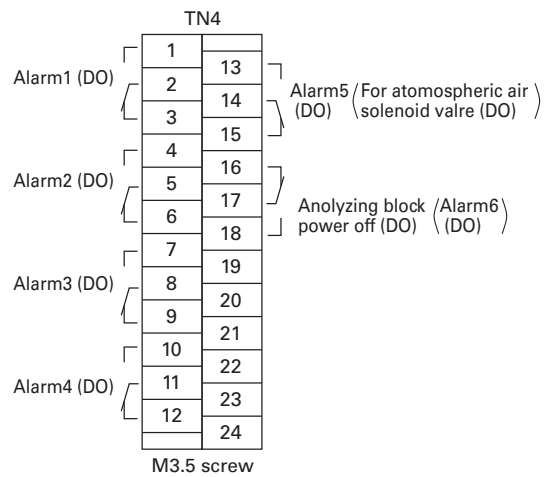 TN4
1
13
Alarm1 (DO)
2
14
3
15
Alarm5 (For atomospheric air
(DO) solenoid valre (DO))
4
16
Alarm2 (DO)
5
17
6
18
Anolyzing block (Alarm6
power off (DO) (DO))
7
19
Alarm3 (DO)
8
20
9
21
10
22
Alarm4 (DO)
11
23
12
24
M3.5 screw